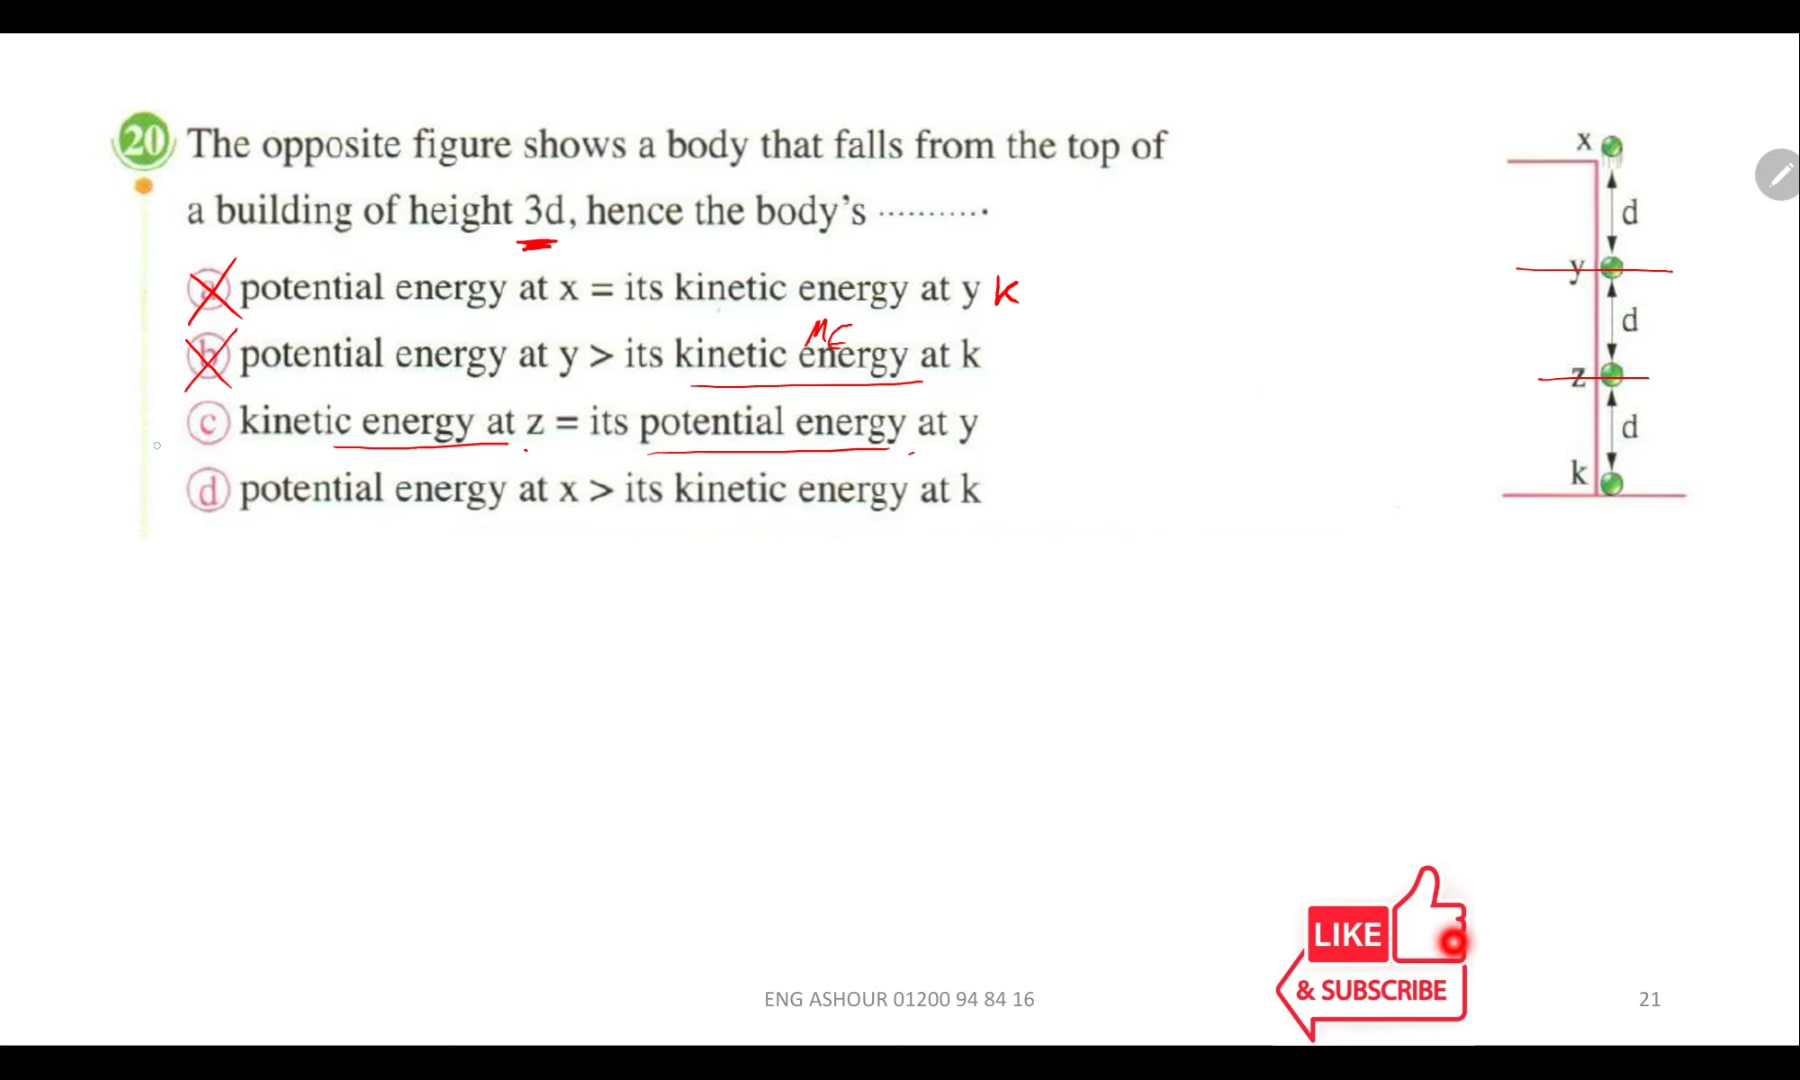 20 The opposite figure shows a body that falls from the top of
a building of height 3d, hence the body's ..........
a potential energy at x = its kinetic energy at y K
ME
b potential energy at y > its kinetic energy at k
c kinetic energy at z = its potential energy at y
d potential energy at x > its kinetic energy at k
x
d
y
d
z
d
k
LIKE
& SUBSCRIBE
ENG ASHOUR 01200 94 84 16
21